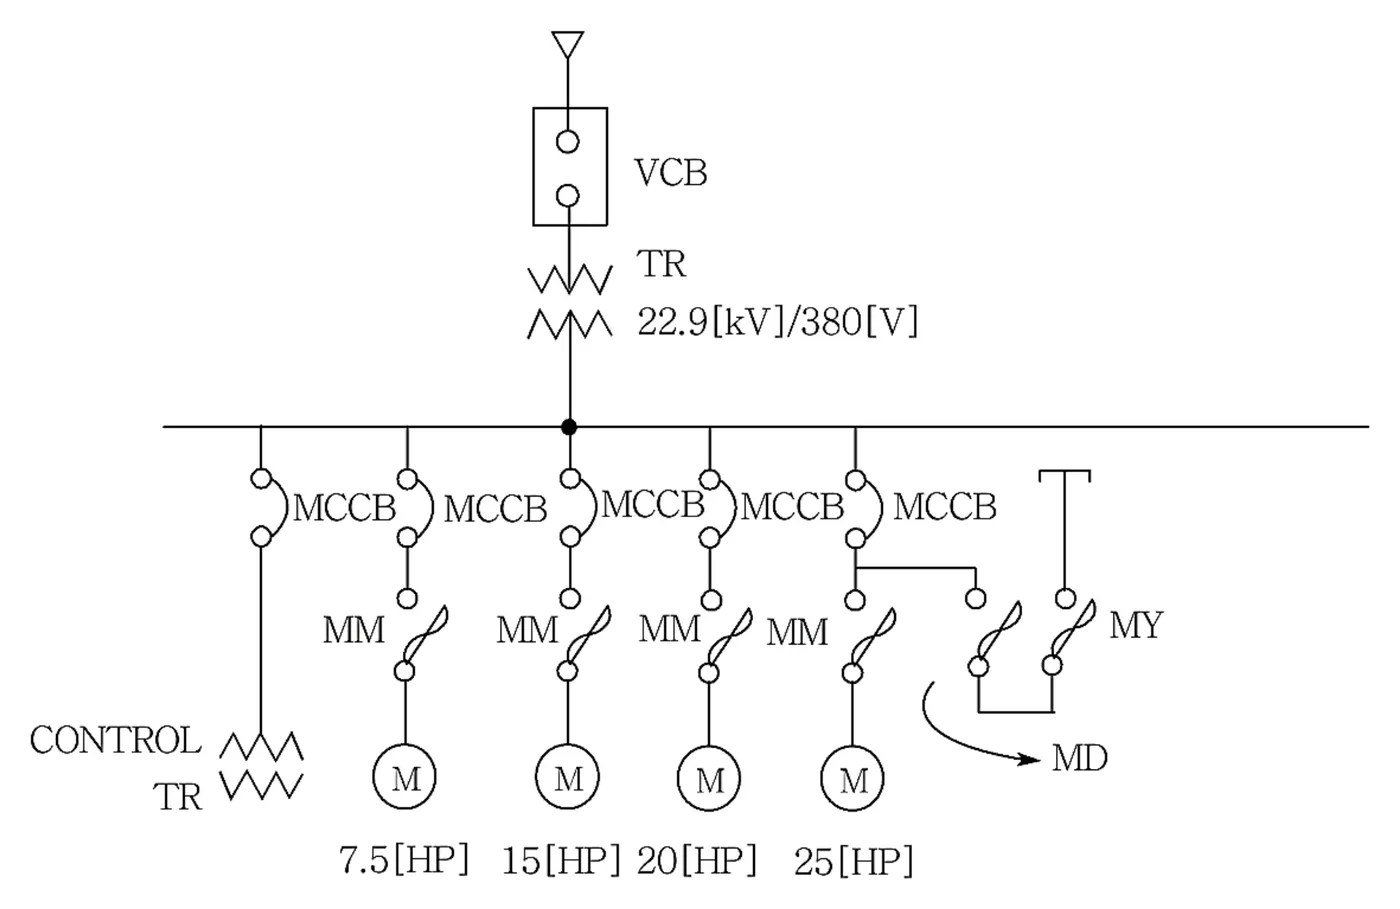 VCB
TR
22.9[kV]/380[V]
MCCB MCCB MCCB MCCB MCCB
MM MM MM MM MY
CONTROL
TR
MD
M M M M
7.5[HP] 15[HP] 20[HP] 25[HP]